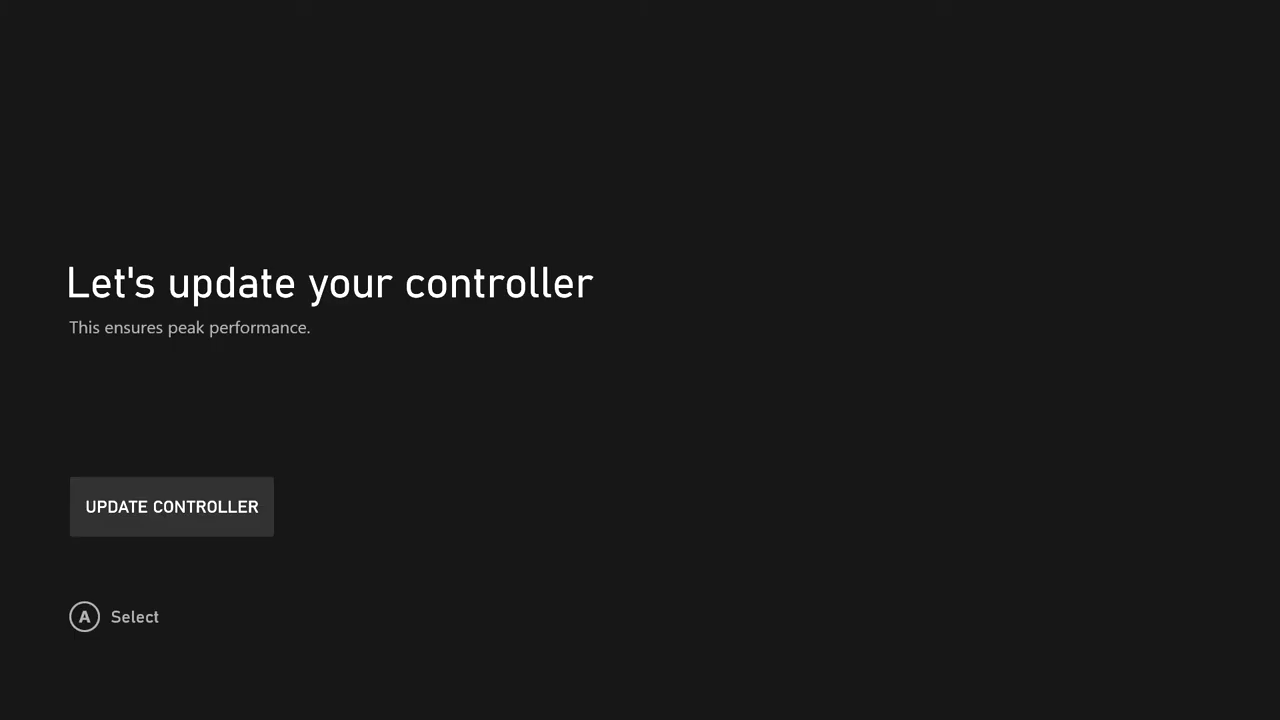 Let's update your controller
This ensures peak performance.
UPDATE CONTROLLER
A Select